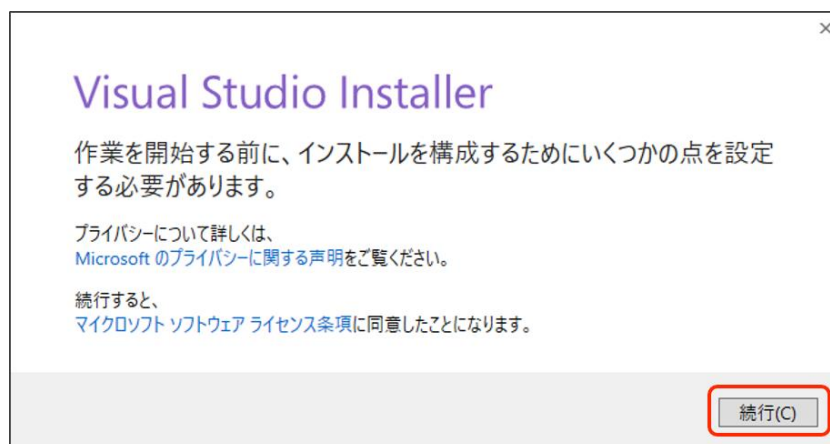 Visual Studio Installer
作業を開始する前に、インストールを構成するためにいくつかの点を設定
する必要があります。
プライバシーについて詳しくは、
Microsoft のプライバシーに関する声明をご覧ください。
続行すると、
マイクロソフト ソフトウェア ライセンス条項に同意したことになります。
続行(C)